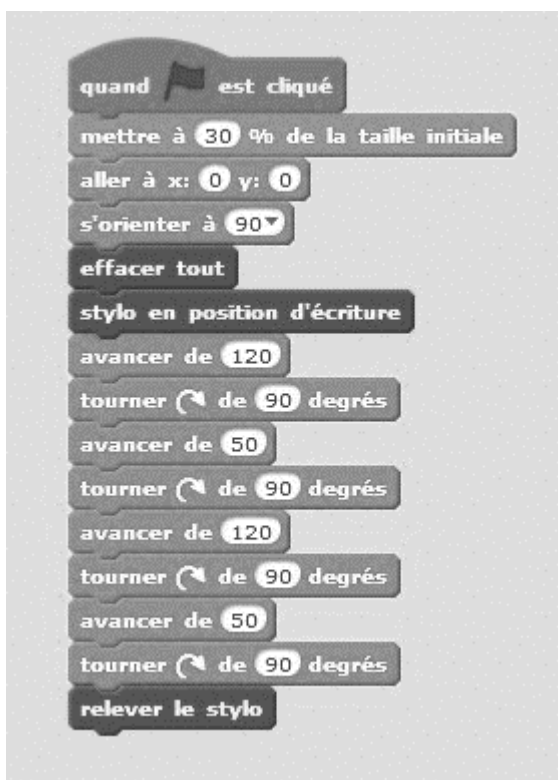 quand est cliqué
mettre à 30 % de la taille initiale
aller à x: 0 y: 0
s'orienter à 90
effacer tout
stylo en position d'écriture
avancer de 120
tourner de 90 degrés
avancer de 50
tourner de 90 degrés
avancer de 120
tourner de 90 degrés
avancer de 50
tourner de 90 degrés
relever le stylo